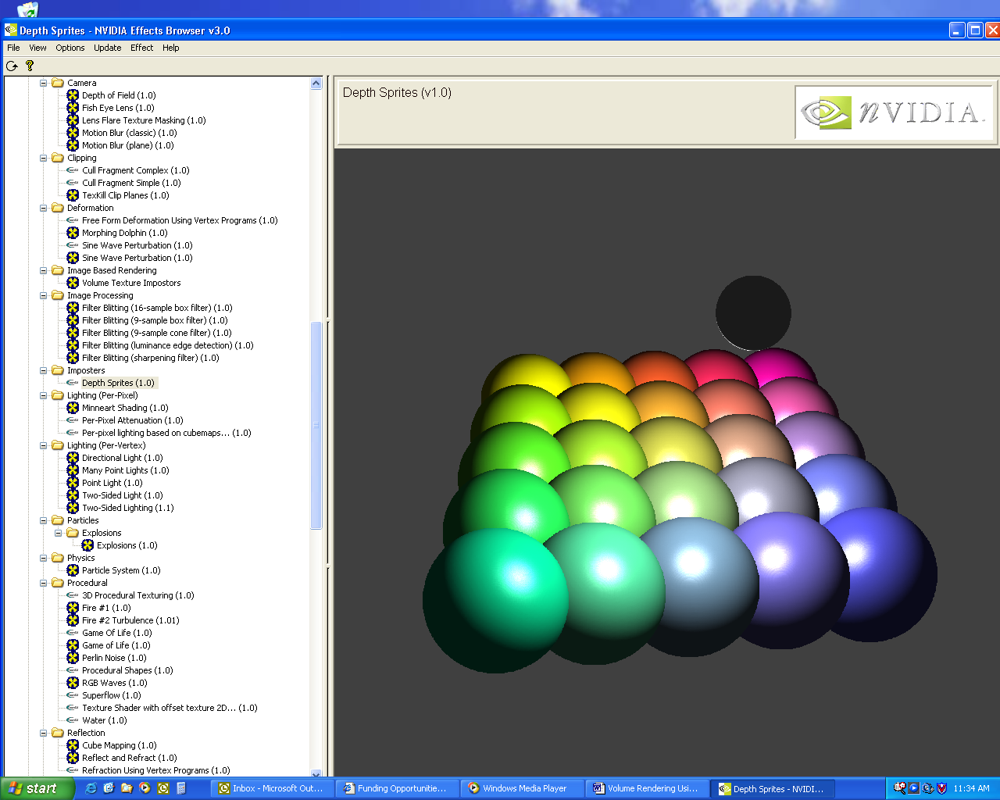 Depth Sprites - NVIDIA Effects Browser v3.0
File View Options Update Effect Help
Camera
Depth of Field (1.0)
Fish Eye Lens (1.0)
Lens Flare Texture Masking (1.0)
Motion Blur (classic) (1.0)
Motion Blur (plane) (1.0)
Clipping
Cull Fragment Complex (1.0)
Cull Fragment Simple (1.0)
TexKill Clip Planes (1.0)
Deformation
Free Form Deformation Using Vertex Programs (1.0)
Morphing Dolphin (1.0)
Sine Wave Perturbation (1.0)
Sine Wave Perturbation (1.0)
Image Based Rendering
Volume Texture Impostors
Image Processing
Filter Blitting (16-sample box filter) (1.0)
Filter Blitting (9-sample box filter) (1.0)
Filter Blitting (9-sample cone filter) (1.0)
Filter Blitting (luminance edge detection) (1.0)
Filter Blitting (sharpening filter) (1.0)
Imposters
Depth Sprites (1.0)
Lighting (Per-Pixel)
Minneart Shading (1.0)
Per-Pixel Attenuation (1.0)
Per-pixel lighting based on cubemaps... (1.0)
Lighting (Per-Vertex)
Directional Light (1.0)
Many Point Lights (1.0)
Point Light (1.0)
Two-Sided Light (1.0)
Two-Sided Lighting (1.1)
Particles
Explosions
Explosions (1.0)
Physics
Particle System (1.0)
Procedural
3D Procedural Texturing (1.0)
Fire #1 (1.0)
Fire #2 Turbulence (1.01)
Game Of Life (1.0)
Game of Life (1.0)
Perlin Noise (1.0)
Procedural Shapes (1.0)
RGB Waves (1.0)
Superflow (1.0)
Texture Shader with offset texture 2D... (1.0)
Water (1.0)
Reflection
Cube Mapping (1.0)
Reflect and Refract (1.0)
Refraction Using Vertex Programs (1.0)
Depth Sprites (v1.0)
nVIDIA.
start
Inbox - Microsoft Out...
Funding Opportunitie...
Windows Media Player
Volume Rendering Usi...
Depth Sprites - NVIDI...
11:34 AM